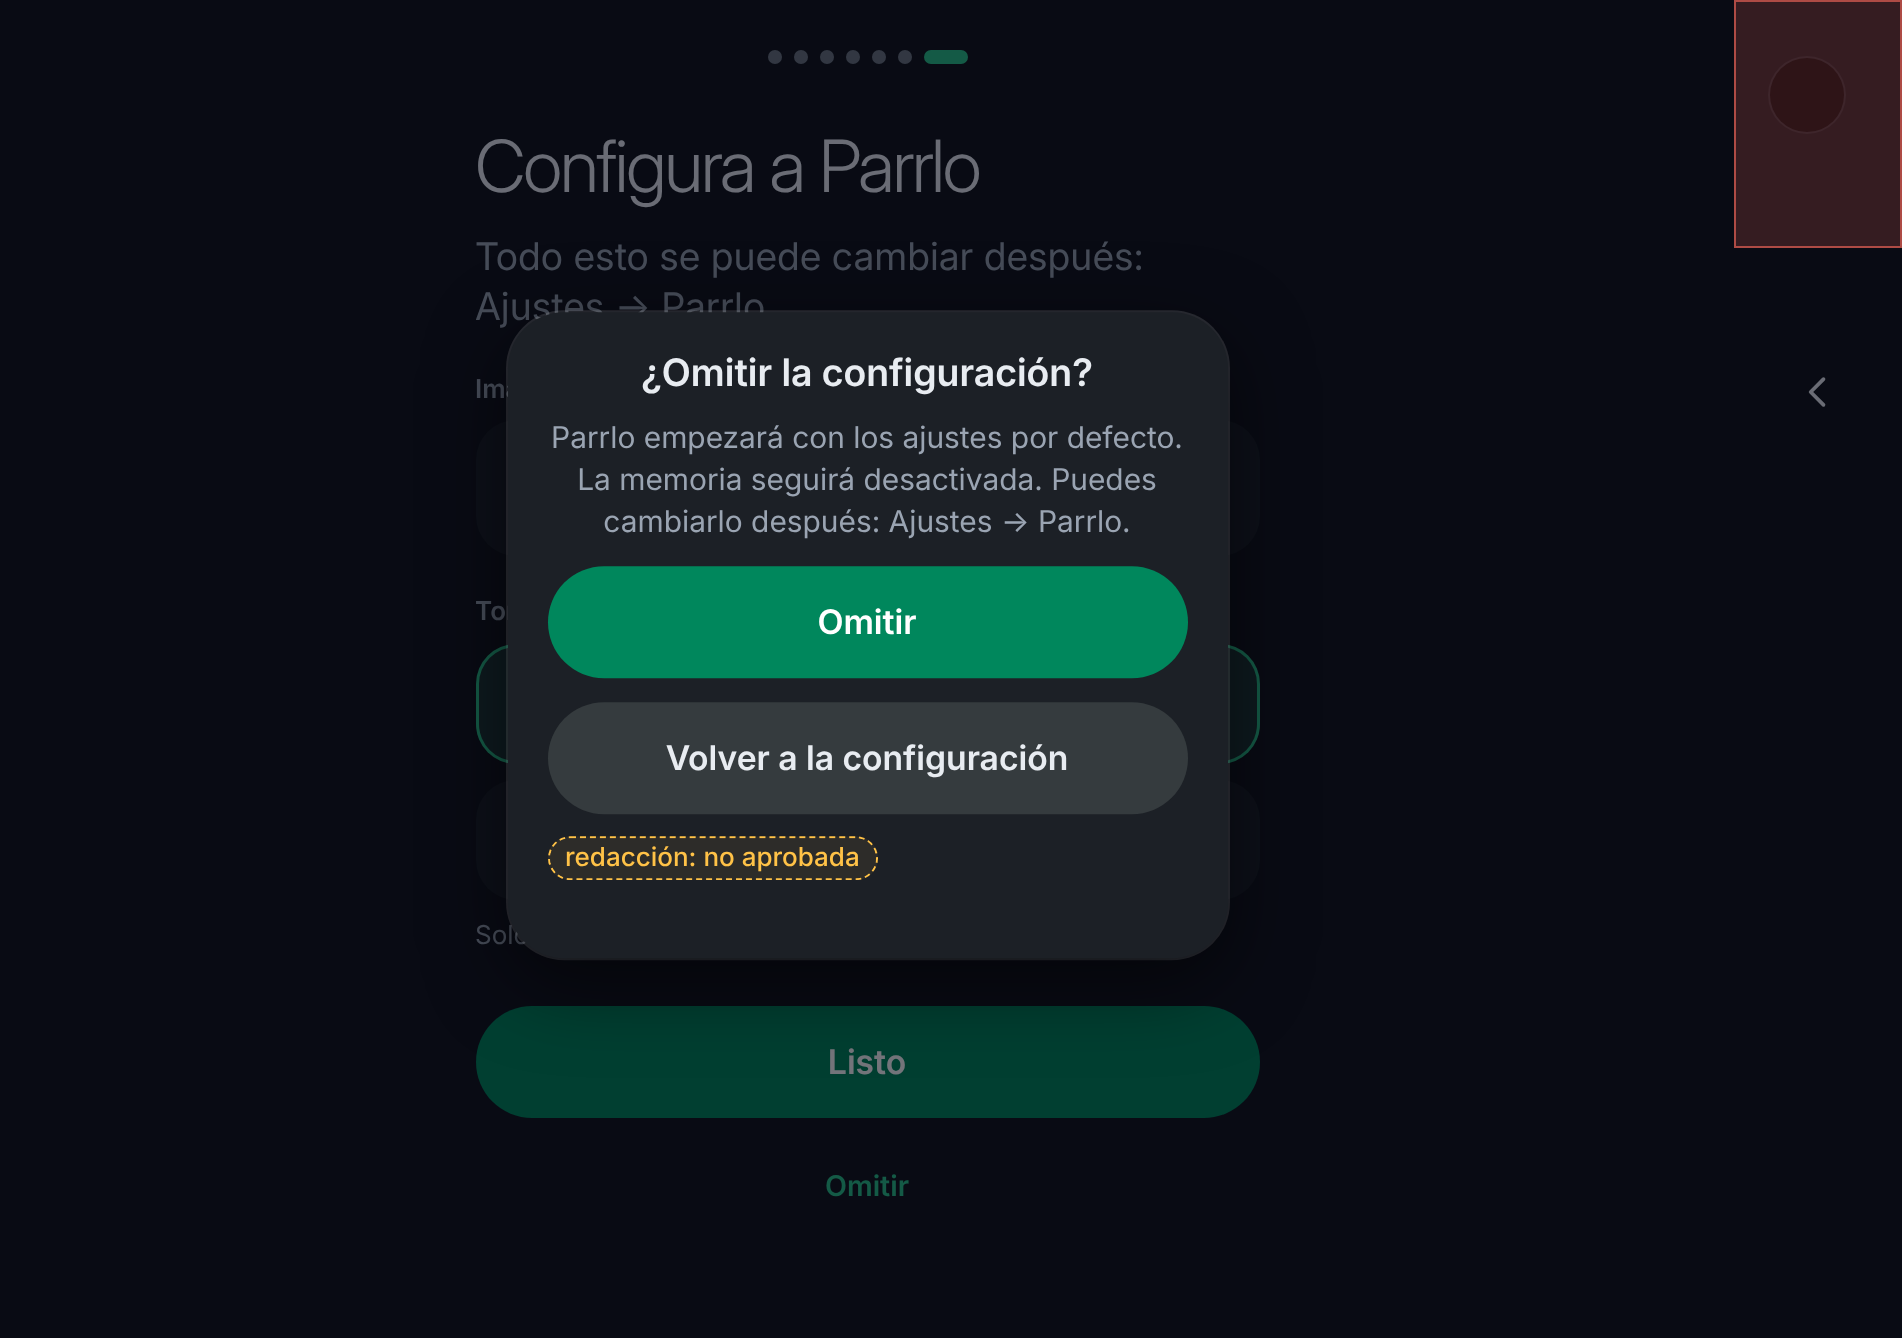 Configura a Parrlo
Todo esto se puede cambiar después:
Ajustes → Parrlo
¿Omitir la configuración?
Parrlo empezará con los ajustes por defecto.
La memoria seguirá desactivada. Puedes
cambiarlo después: Ajustes → Parrlo.
Omitir
Volver a la configuración
redacción: no aprobada
Listo
Omitir